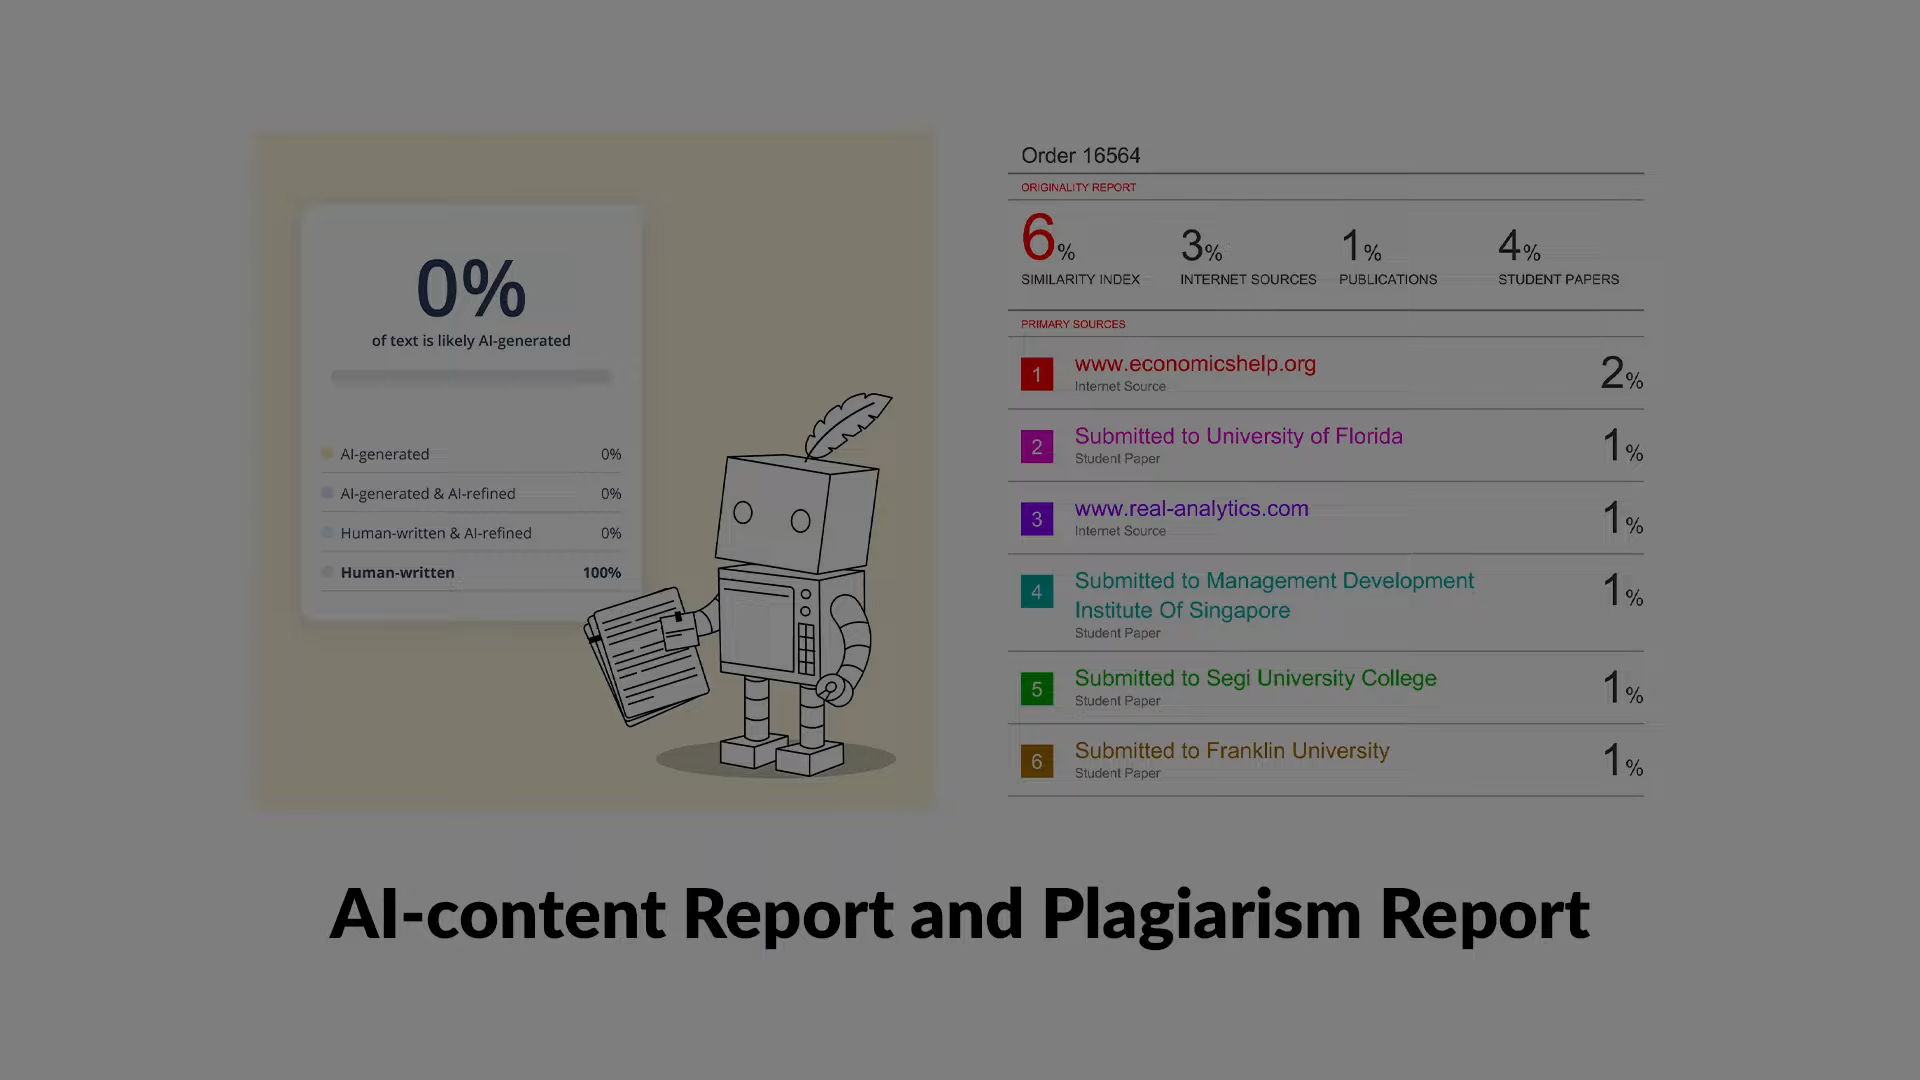 0%
of text is likely AI-generated
AI-generated 0%
AI-generated & AI-refined 0%
Human-written & AI-refined 0%
Human-written 100%
Order 16564
ORIGINALITY REPORT
6% 3% 1% 4%
SIMILARITY INDEX INTERNET SOURCES PUBLICATIONS STUDENT PAPERS
PRIMARY SOURCES
1 www.economicshelp.org 2%
Internet Source
2 Submitted to University of Florida 1%
Student Paper
3 www.real-analytics.com 1%
Internet Source
4 Submitted to Management Development 1%
Institute Of Singapore
Student Paper
5 Submitted to Segi University College 1%
Student Paper
6 Submitted to Franklin University 1%
Student Paper
AI-content Report and Plagiarism Report